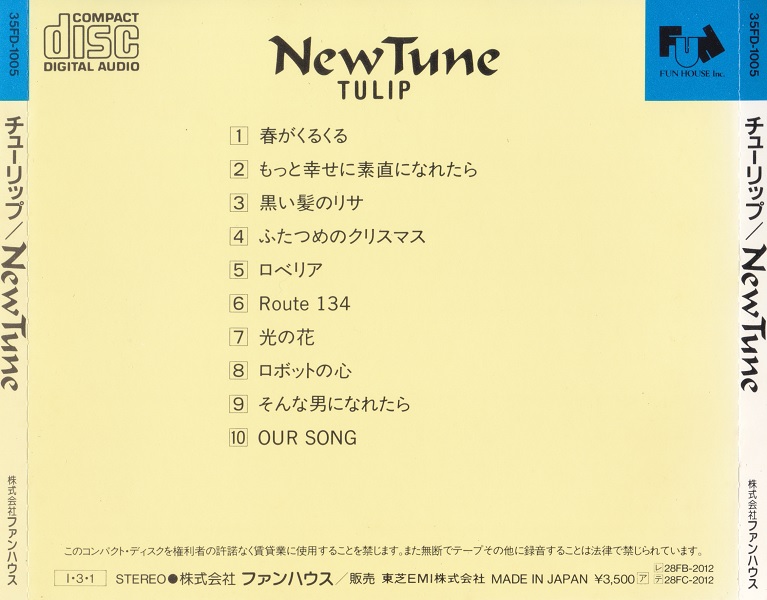 35FD-1005
チューリップ／New Tune
株式会社ファンハウス
COMPACT
disc
DIGITAL AUDIO
New Tune
TULIP
FUN
FUN HOUSE Inc.
1 春がくるくる
2 もっと幸せに素直になれたら
3 黒い髪のリサ
4 ふたつめのクリスマス
5 ロベリア
6 Route 134
7 光の花
8 ロボットの心
9 そんな男になれたら
10 OUR SONG
このコンパクト・ディスクを権利者の許諾なく賃貸業に使用することを禁じます。また無断でテープその他に録音することは法律で禁じられています。
I・3・1 STEREO●株式会社 ファンハウス／販売 東芝EMI株式会社 MADE IN JAPAN ¥3,500 ア レ 28FB-2012
テ 28FC-2012
35FD-1005
チューリップ／New Tune
株式会社ファンハウス